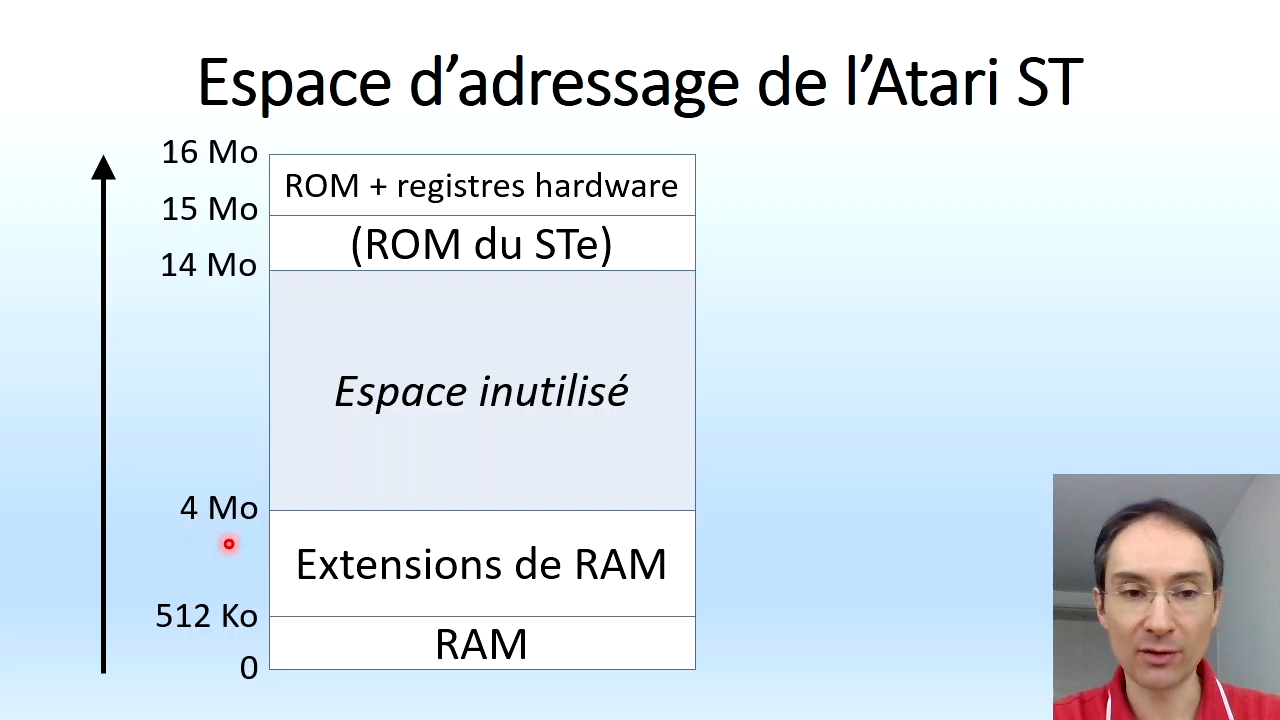 Espace d’adressage de l’Atari ST
16 Mo
ROM + registres hardware
15 Mo
(ROM du STe)
14 Mo
Espace inutilisé
4 Mo
Extensions de RAM
512 Ko
RAM
0